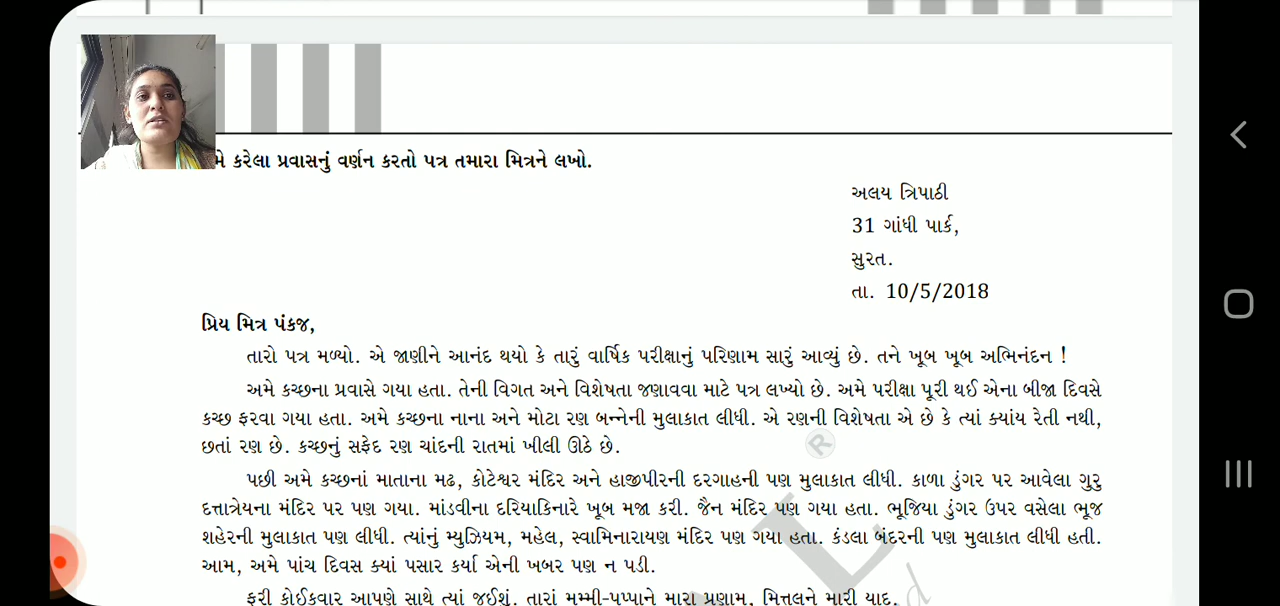 મે કરેલા પ્રવાસનું વર્ણન કરતો પત્ર તમારા મિત્રને લખો.
અલય ત્રિપાઠી
31 ગાંધી પાર્ક,
સુરત.
તા. 10/5/2018
પ્રિય મિત્ર પંકજ,
તારો પત્ર મળ્યો. એ જાણીને આનંદ થયો કે તારું વાર્ષિક પરીક્ષાનું પરિણામ સારું આવ્યું છે. તને ખૂબ ખૂબ અભિનંદન !
અમે કચ્છના પ્રવાસે ગયા હતા. તેની વિગત અને વિશેષતા જણાવવા માટે પત્ર લખ્યો છે. અમે પરીક્ષા પૂરી થઈ એના બીજા દિવસે
કચ્છ ફરવા ગયા હતા. અમે કચ્છના નાના અને મોટા રણ બન્નેની મુલાકાત લીધી. એ રણની વિશેષતા એ છે કે ત્યાં ક્યાંય રેતી નથી,
છતાં રણ છે. કચ્છનું સફેદ રણ ચાંદની રાતમાં ખીલી ઊઠે છે.
પછી અમે કચ્છનાં માતાના મઢ, કોટેશ્વર મંદિર અને હાજીપીરની દરગાહની પણ મુલાકાત લીધી. કાળા ડુંગર પર આવેલા ગુરુ
દત્તાત્રેયના મંદિર પર પણ ગયા. માંડવીના દરિયાકિનારે ખૂબ મજા કરી. જૈન મંદિર પણ ગયા હતા. ભૂજિયા ડુંગર ઉપર વસેલા ભૂજ
શહેરની મુલાકાત પણ લીધી. ત્યાંનું મ્યુઝિયમ, મહેલ, સ્વામિનારાયણ મંદિર પણ ગયા હતા. કંડલા બંદરની પણ મુલાકાત લીધી હતી.
આમ, અમે પાંચ દિવસ ક્યાં પસાર કર્યા એની ખબર પણ ન પડી.
ફરી કોઈકવાર આપણે સાથે ત્યાં જઈશું. તારાં મમ્મી-પપ્પાને મારા પ્રણામ, મિત્તલને મારી યાદ.